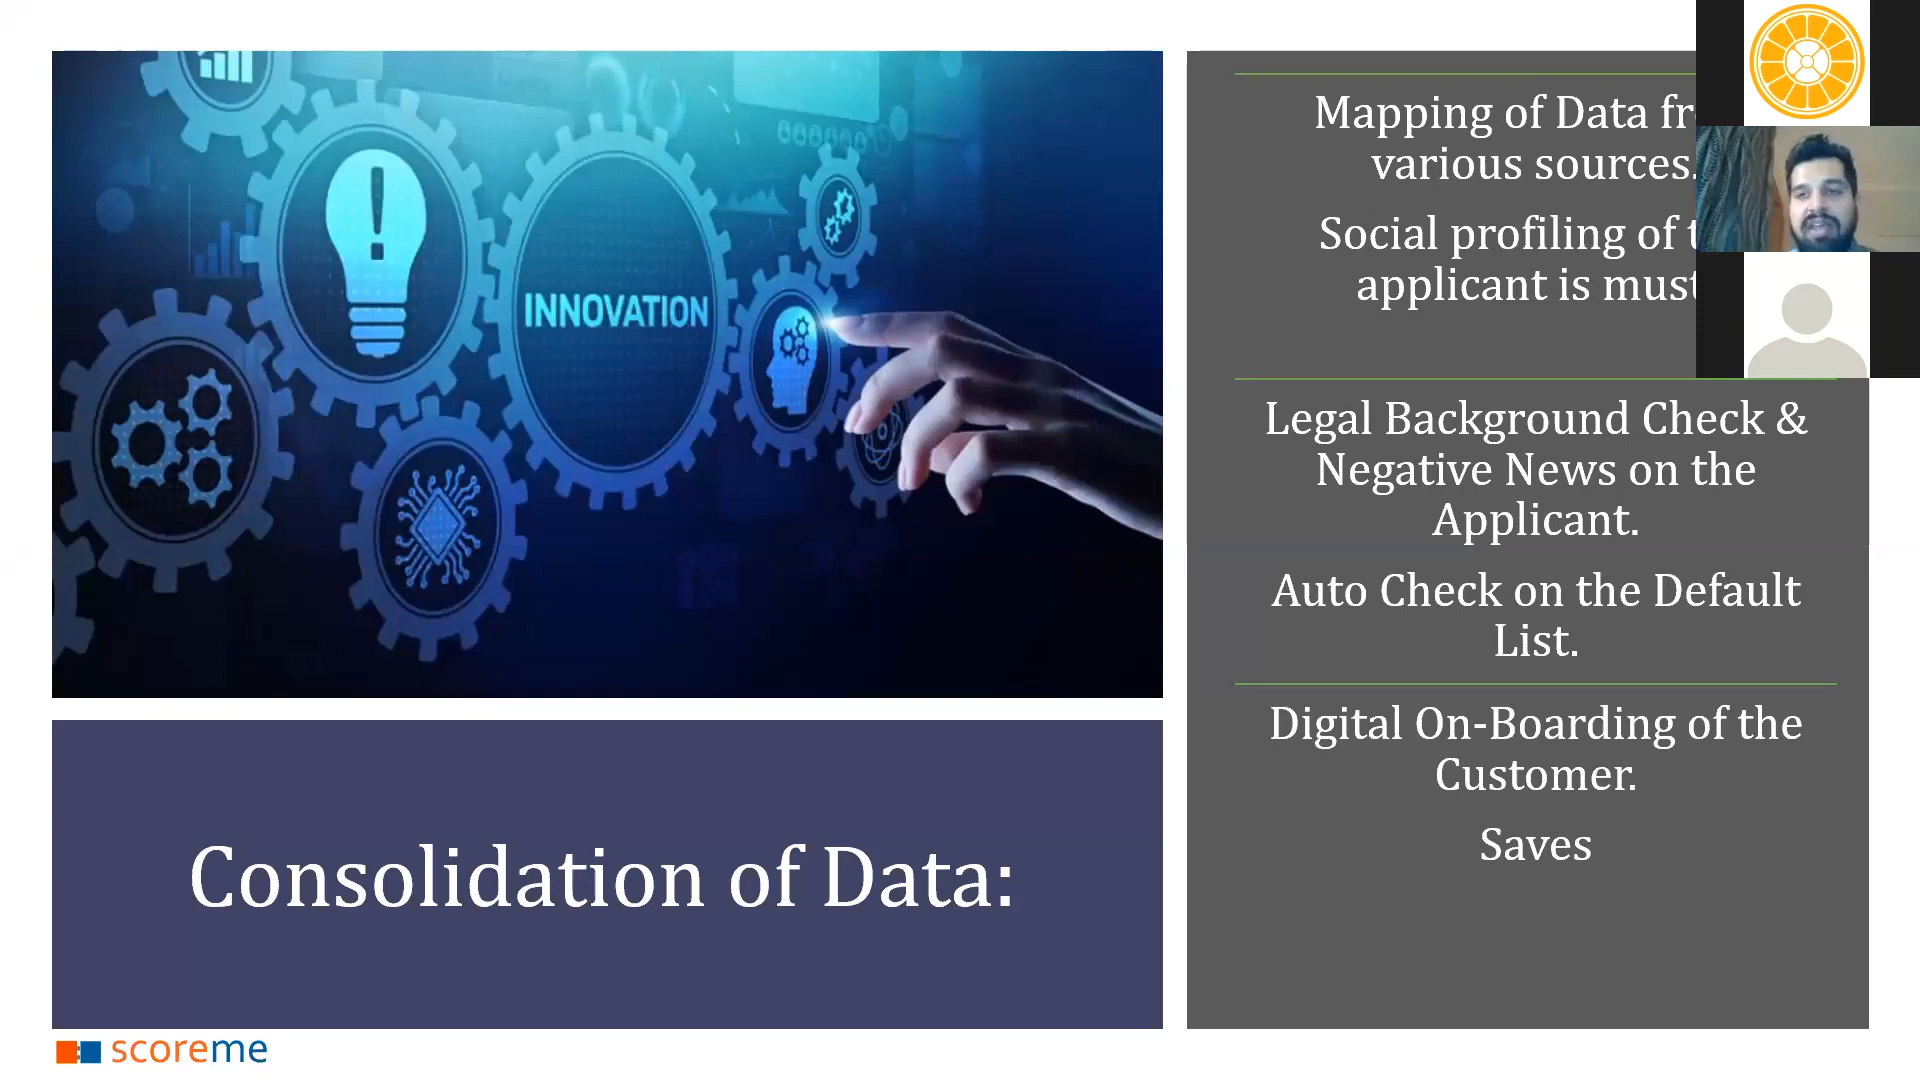 INNOVATION
Consolidation of Data:
Mapping of Data
various sources.
Social profiling of
applicant is must
Legal Background Check &
Negative News on the
Applicant.
Auto Check on the Default
List.
Digital On-Boarding of the
Customer.
Saves
scoreme